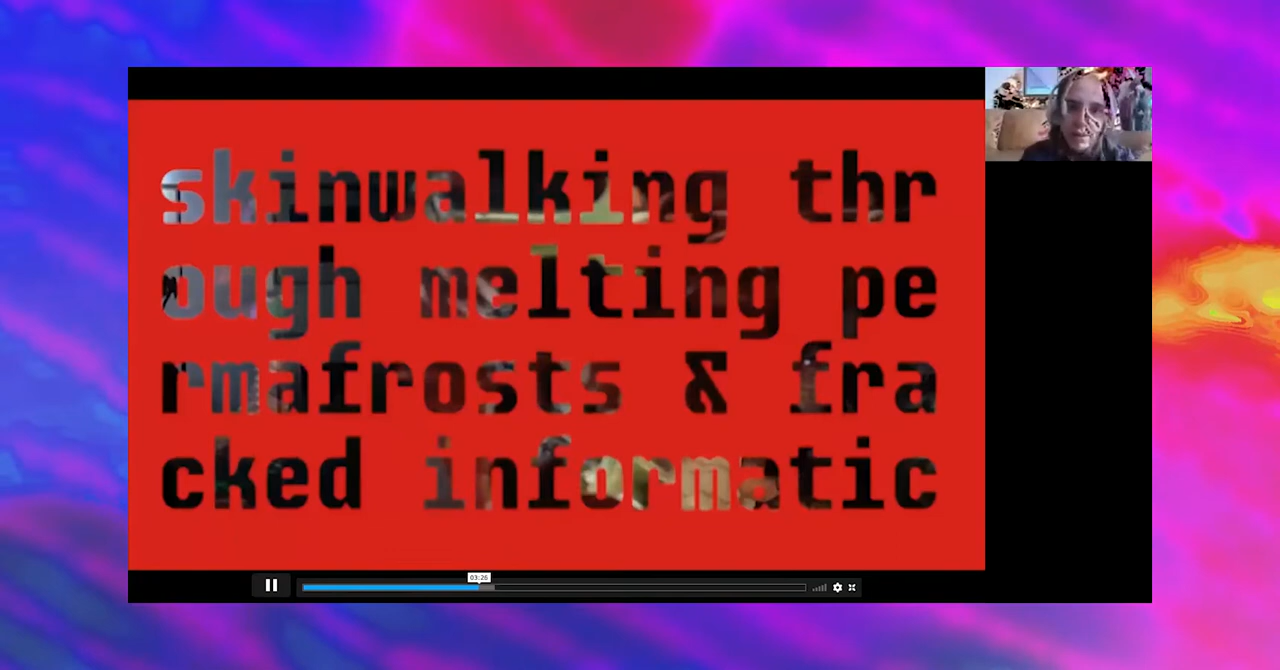 skinwalking thr
ough melting pe
rmafrosts & fra
cked informatic
03:26